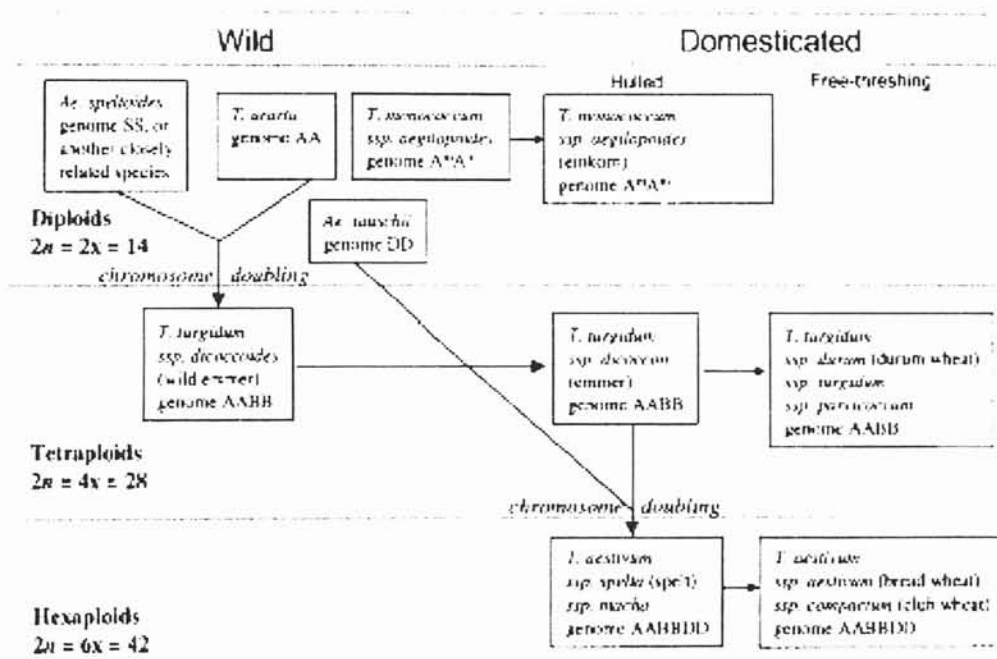 Wild
Domesticated
Hulled
Free-threshing
Ae. speltoides
genome SS, or
another closely
related species
T. urartu
genome AA
T. monococcum
ssp. aegilopoides
genome
T. monococcum
ssp. aegilopoides
(einkorn)
genome
Diploids
2n = 2x = 14
Ae. tauschii
genome DD
chromosome doubling
T. turgidum
ssp. dicoccoides
(wild emmer)
genome AABB
T. turgidum
ssp. dicoccon
(emmer)
genome AABB
T. turgidum
ssp. durum (durum wheat)
ssp. turgidum
ssp. parvicoccum
genome AABB
Tetraploids
2n = 4x = 28
chromosome doubling
T. aestivum
ssp. spelta (spelt)
ssp. macha
genome AABBDD
T. aestivum
ssp. aestivum (bread wheat)
ssp. compactum (club wheat)
genome AABBDD
Hexaploids
2n = 6x = 42